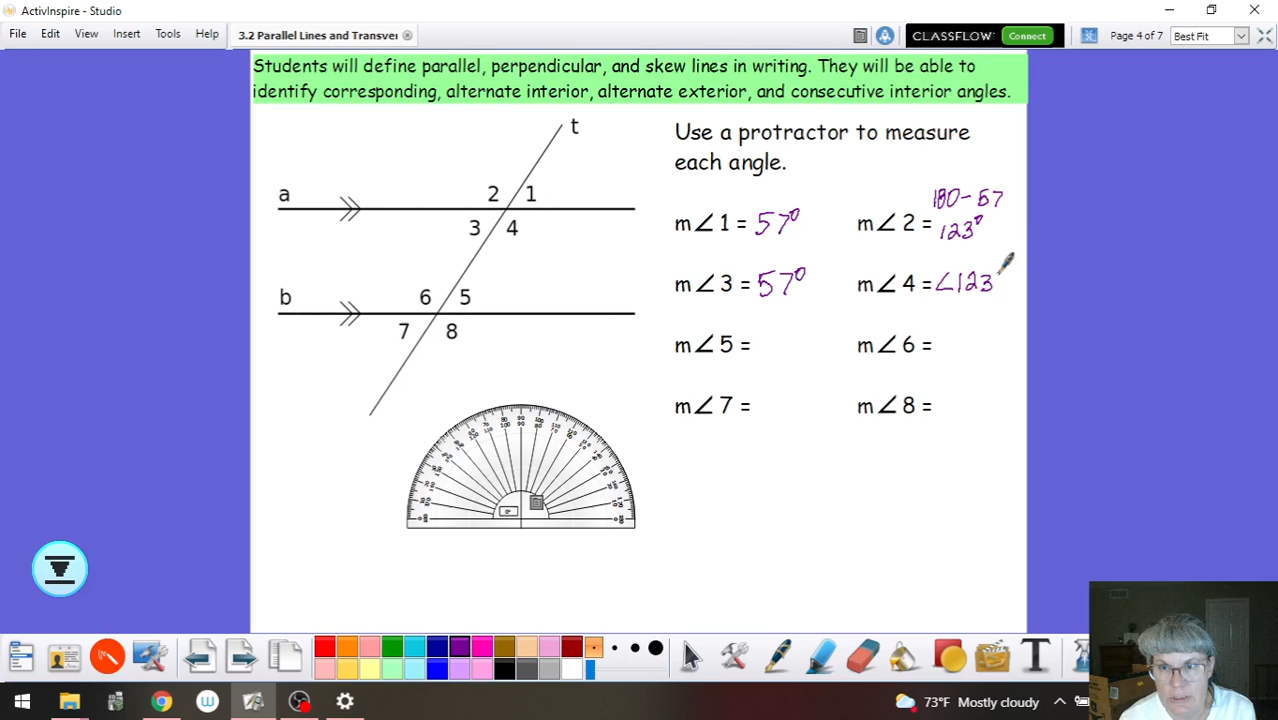 ActivInspire - Studio
File Edit View Insert Tools Help
3.2 Parallel Lines and Transver
CLASSFLOW Connect
Page 4 of 7
Best Fit
Students will define parallel, perpendicular, and skew lines in writing. They will be able to
identify corresponding, alternate interior, alternate exterior, and consecutive interior angles.
t
a
2 1
3 4
b
6 5
7 8
Use a protractor to measure
each angle.
180-57
m∠ 1 = 57° m∠ 2 = 123°
m∠ 3 = 57° m∠ 4 = ∠123
m∠ 5 = m∠ 6 =
m∠ 7 = m∠ 8 =
T
73°F Mostly cloudy